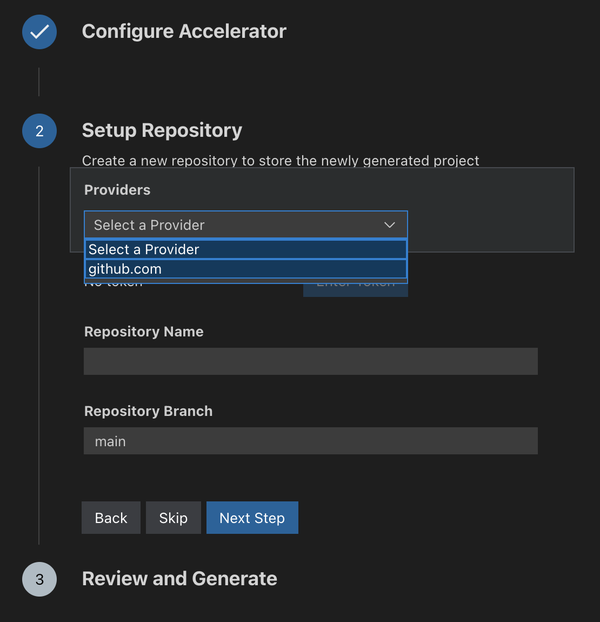 Configure Accelerator
2
Setup Repository
Create a new repository to store the newly generated project
Providers
Select a Provider
Select a Provider
github.com
No token
Enter Token
Repository Name
Repository Branch
main
Back
Skip
Next Step
3
Review and Generate